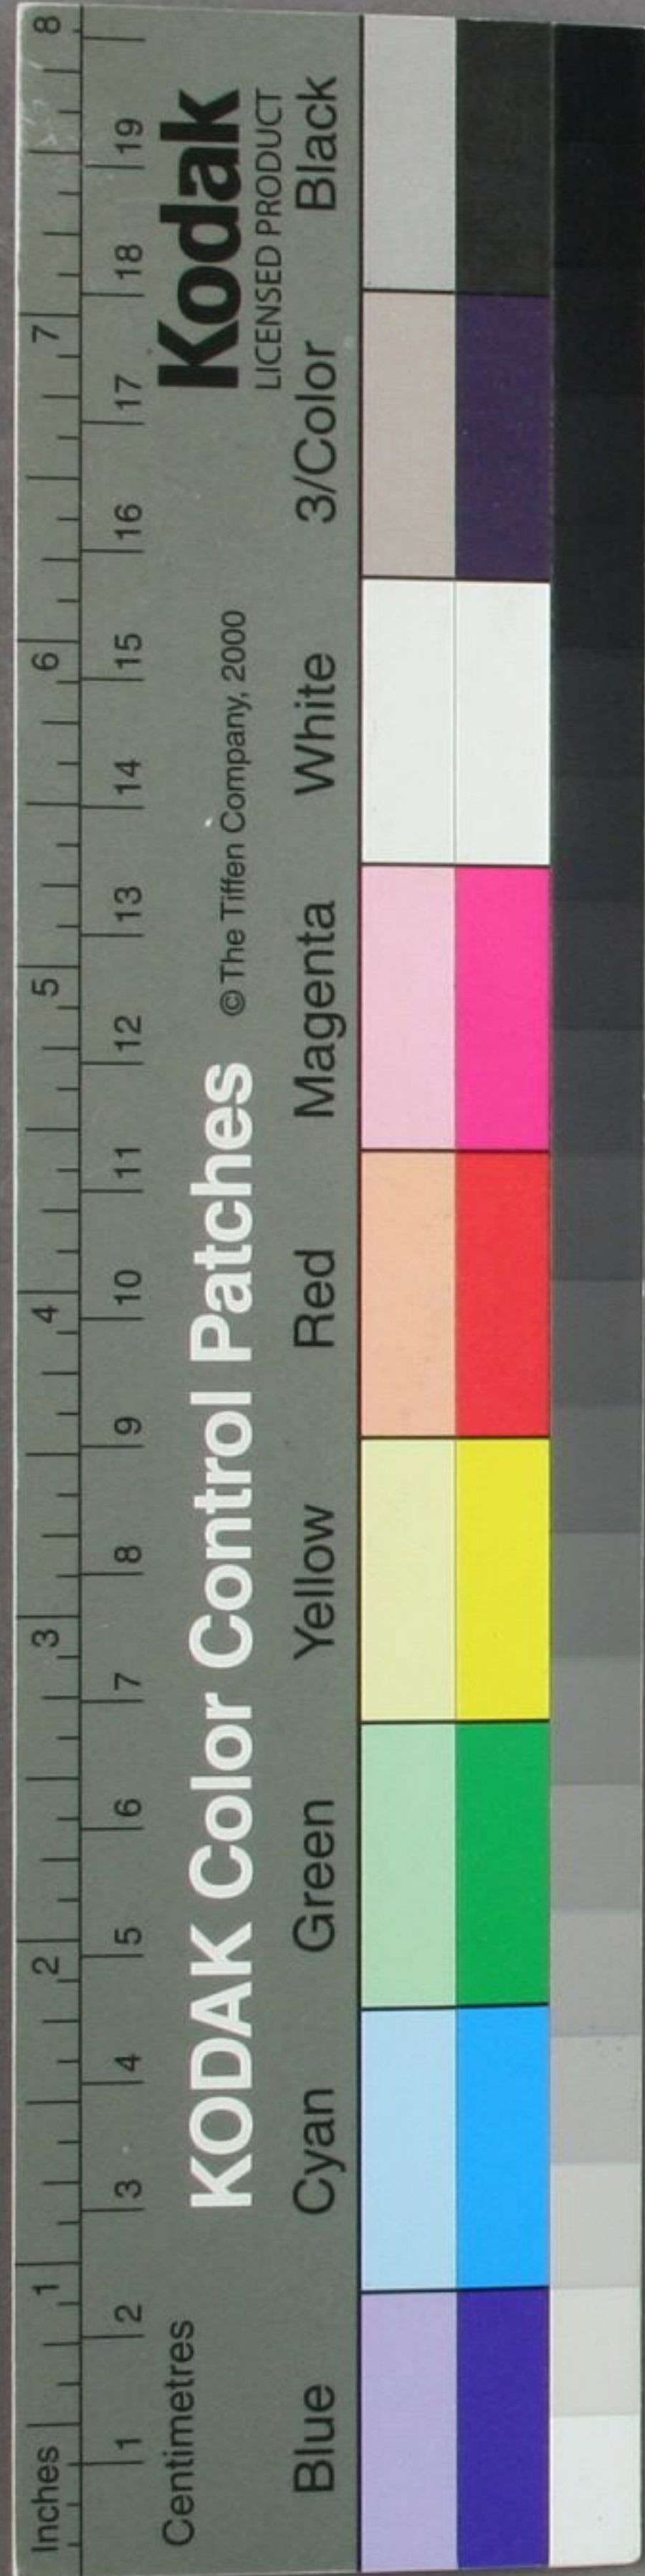 Inches 1 2 3 4 5 6 7 8
1 2 3 4 5 6 7 8 9 10 11 12 13 14 15 16 17 18 19
Centimetres
KODAK Color Control Patches © The Tiffen Company, 2000
Kodak
LICENSED PRODUCT
Blue Cyan Green Yellow Red Magenta White 3/Color Black